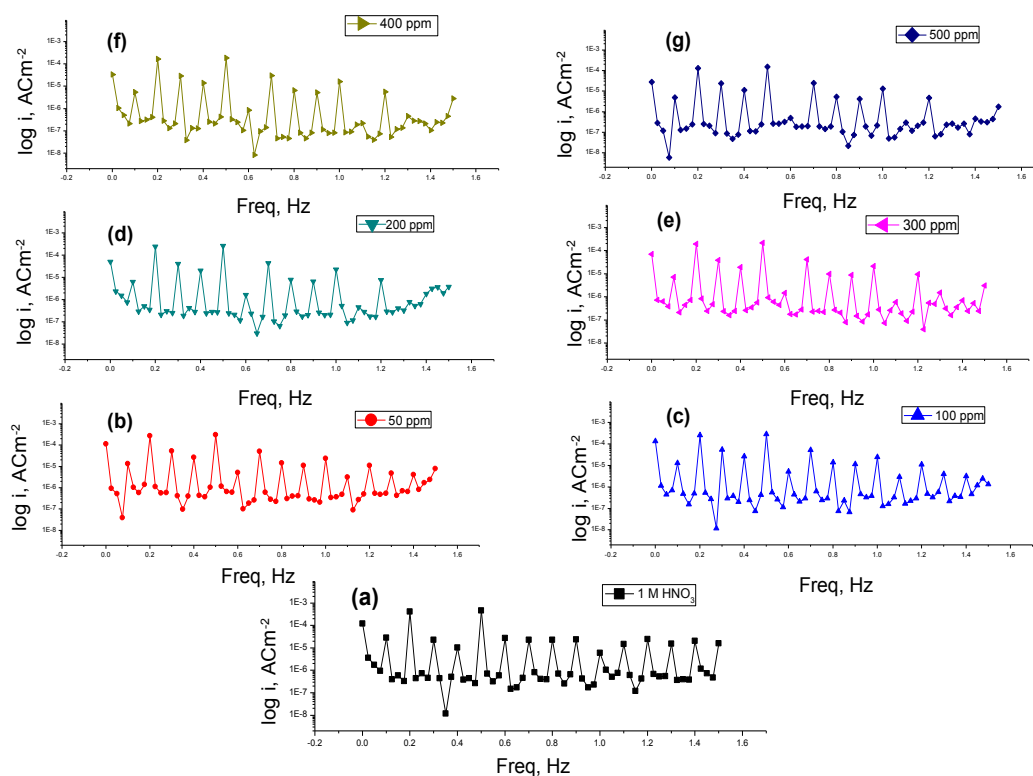 (f)
400 ppm
log i, ACm-2
1E-3
1E-4
1E-5
1E-6
1E-7
1E-8
-0.2 0.0 0.2 0.4 0.6 0.8 1.0 1.2 1.4 1.6
Freq, Hz
(g)
500 ppm
log i, ACm-2
1E-3
1E-4
1E-5
1E-6
1E-7
1E-8
-0.2 0.0 0.2 0.4 0.6 0.8 1.0 1.2 1.4 1.6
Freq, Hz
(d)
200 ppm
log i, ACm-2
1E-3
1E-4
1E-5
1E-6
1E-7
1E-8
-0.2 0.0 0.2 0.4 0.6 0.8 1.0 1.2 1.4 1.6
Freq, Hz
(e)
300 ppm
log i, ACm-2
1E-3
1E-4
1E-5
1E-6
1E-7
1E-8
-0.2 0.0 0.2 0.4 0.6 0.8 1.0 1.2 1.4 1.6
Freq, Hz
(b)
50 ppm
log i, ACm-2
1E-3
1E-4
1E-5
1E-6
1E-7
1E-8
-0.2 0.0 0.2 0.4 0.6 0.8 1.0 1.2 1.4 1.6
Freq, Hz
(c)
100 ppm
log i, ACm-2
1E-3
1E-4
1E-5
1E-6
1E-7
1E-8
-0.2 0.0 0.2 0.4 0.6 0.8 1.0 1.2 1.4 1.6
Freq, Hz
(a)
1 M HNO3
log i, ACm-2
1E-3
1E-4
1E-5
1E-6
1E-7
1E-8
-0.2 0.0 0.2 0.4 0.6 0.8 1.0 1.2 1.4 1.6
Freq, Hz